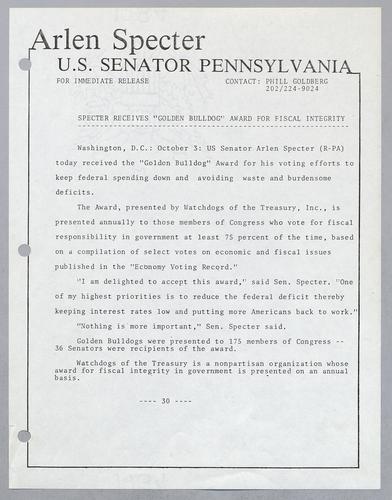 Arlen Specter
U.S. SENATOR PENNSYLVANIA
FOR IMMEDIATE RELEASE CONTACT: PHILL GOLDBERG
202/224-9024
SPECTER RECEIVES "GOLDEN BULLDOG" AWARD FOR FISCAL INTEGRITY
Washington, D.C.: October 3: US Senator Arlen Specter (R-PA)
today received the "Golden Bulldog" Award for his voting efforts to
keep federal spending down and avoiding waste and burdensome
deficits.
The Award, presented by Watchdogs of the Treasury, Inc., is
presented annually to those members of Congress who vote for fiscal
responsibility in government at least 75 percent of the time, based
on a compilation of select votes on economic and fiscal issues
published in the "Economy Voting Record."
"I am delighted to accept this award," said Sen. Specter. "One
of my highest priorities is to reduce the federal deficit thereby
keeping interest rates low and putting more Americans back to work."
"Nothing is more important," Sen. Specter said.
Golden Bulldogs were presented to 175 members of Congress --
36 Senators were recipients of the award.
Watchdogs of the Treasury is a nonpartisan organization whose
award for fiscal integrity in government is presented on an annual
basis.
---- 30 ----